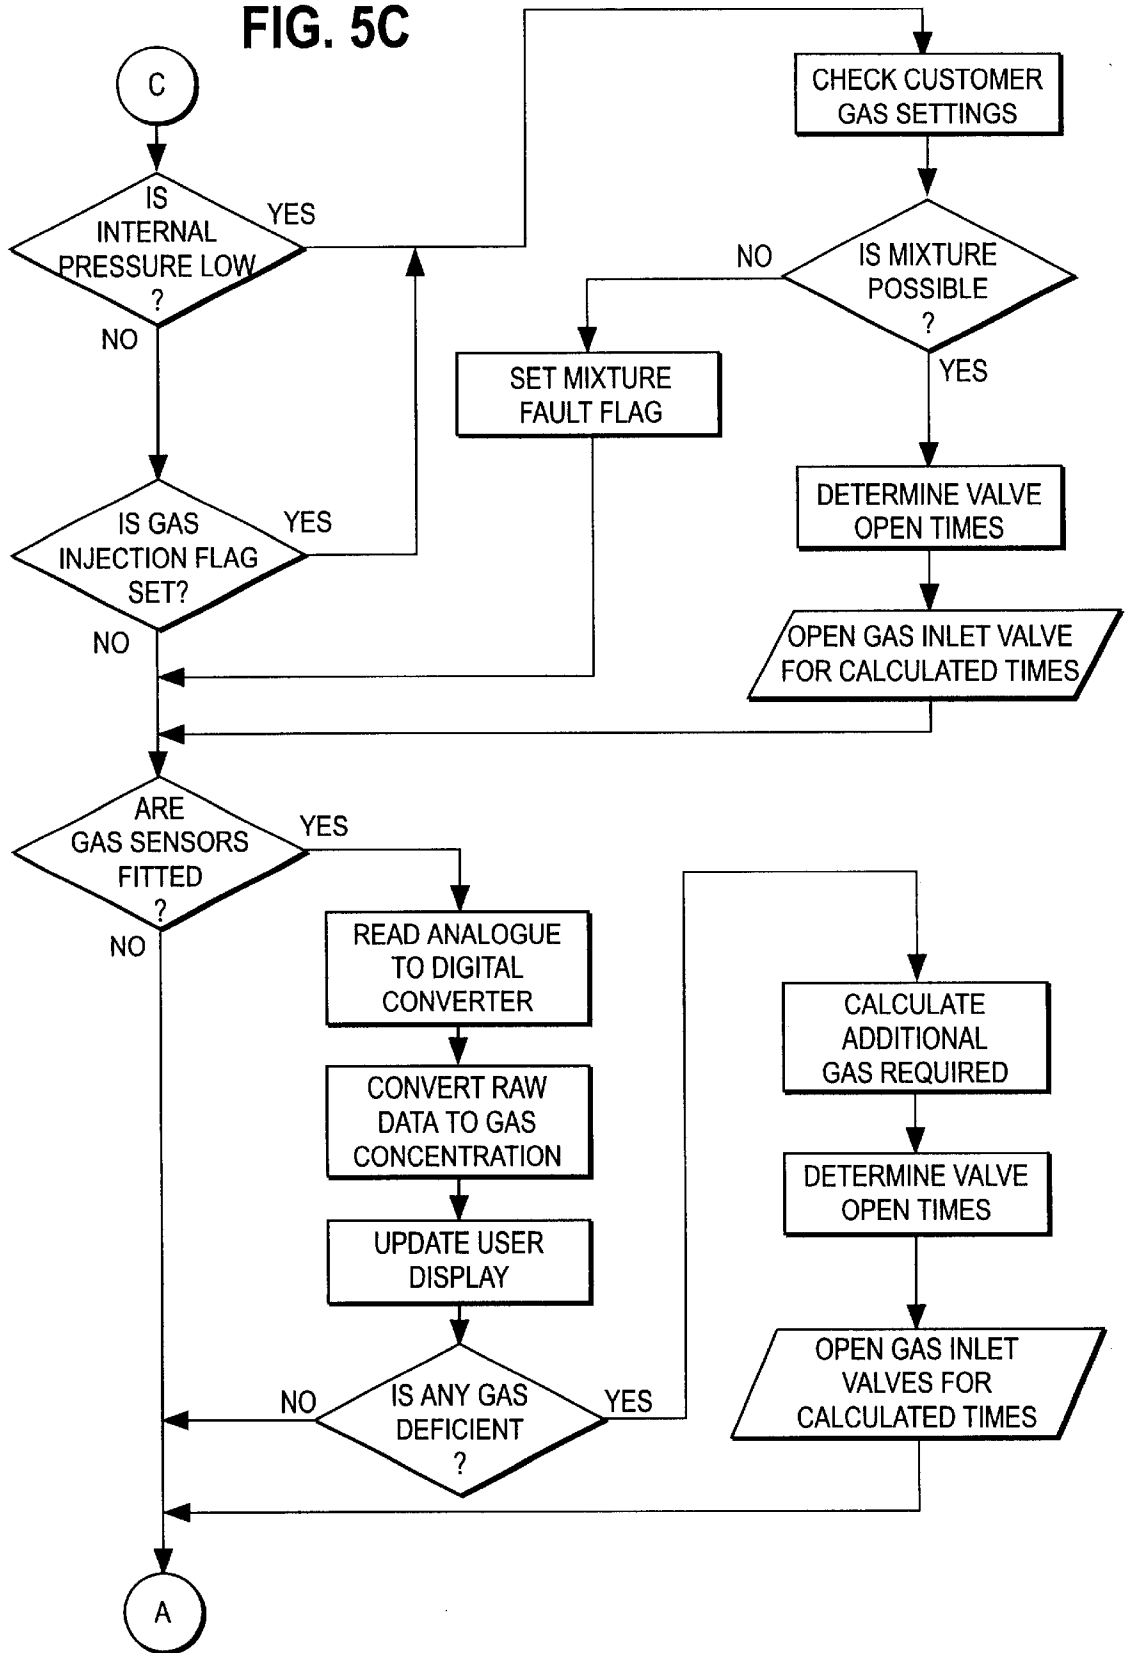 FIG. 5C
C
IS
INTERNAL
PRESSURE LOW
?
YES
NO
CHECK CUSTOMER
GAS SETTINGS
IS MIXTURE
POSSIBLE
?
NO
YES
SET MIXTURE
FAULT FLAG
IS GAS
INJECTION FLAG
SET?
YES
NO
DETERMINE VALVE
OPEN TIMES
OPEN GAS INLET VALVE
FOR CALCULATED TIMES
ARE
GAS SENSORS
FITTED
?
YES
NO
READ ANALOGUE
TO DIGITAL
CONVERTER
CONVERT RAW
DATA TO GAS
CONCENTRATION
UPDATE USER
DISPLAY
IS ANY GAS
DEFICIENT
?
NO
YES
CALCULATE
ADDITIONAL
GAS REQUIRED
DETERMINE VALVE
OPEN TIMES
OPEN GAS INLET
VALVES FOR
CALCULATED TIMES
A